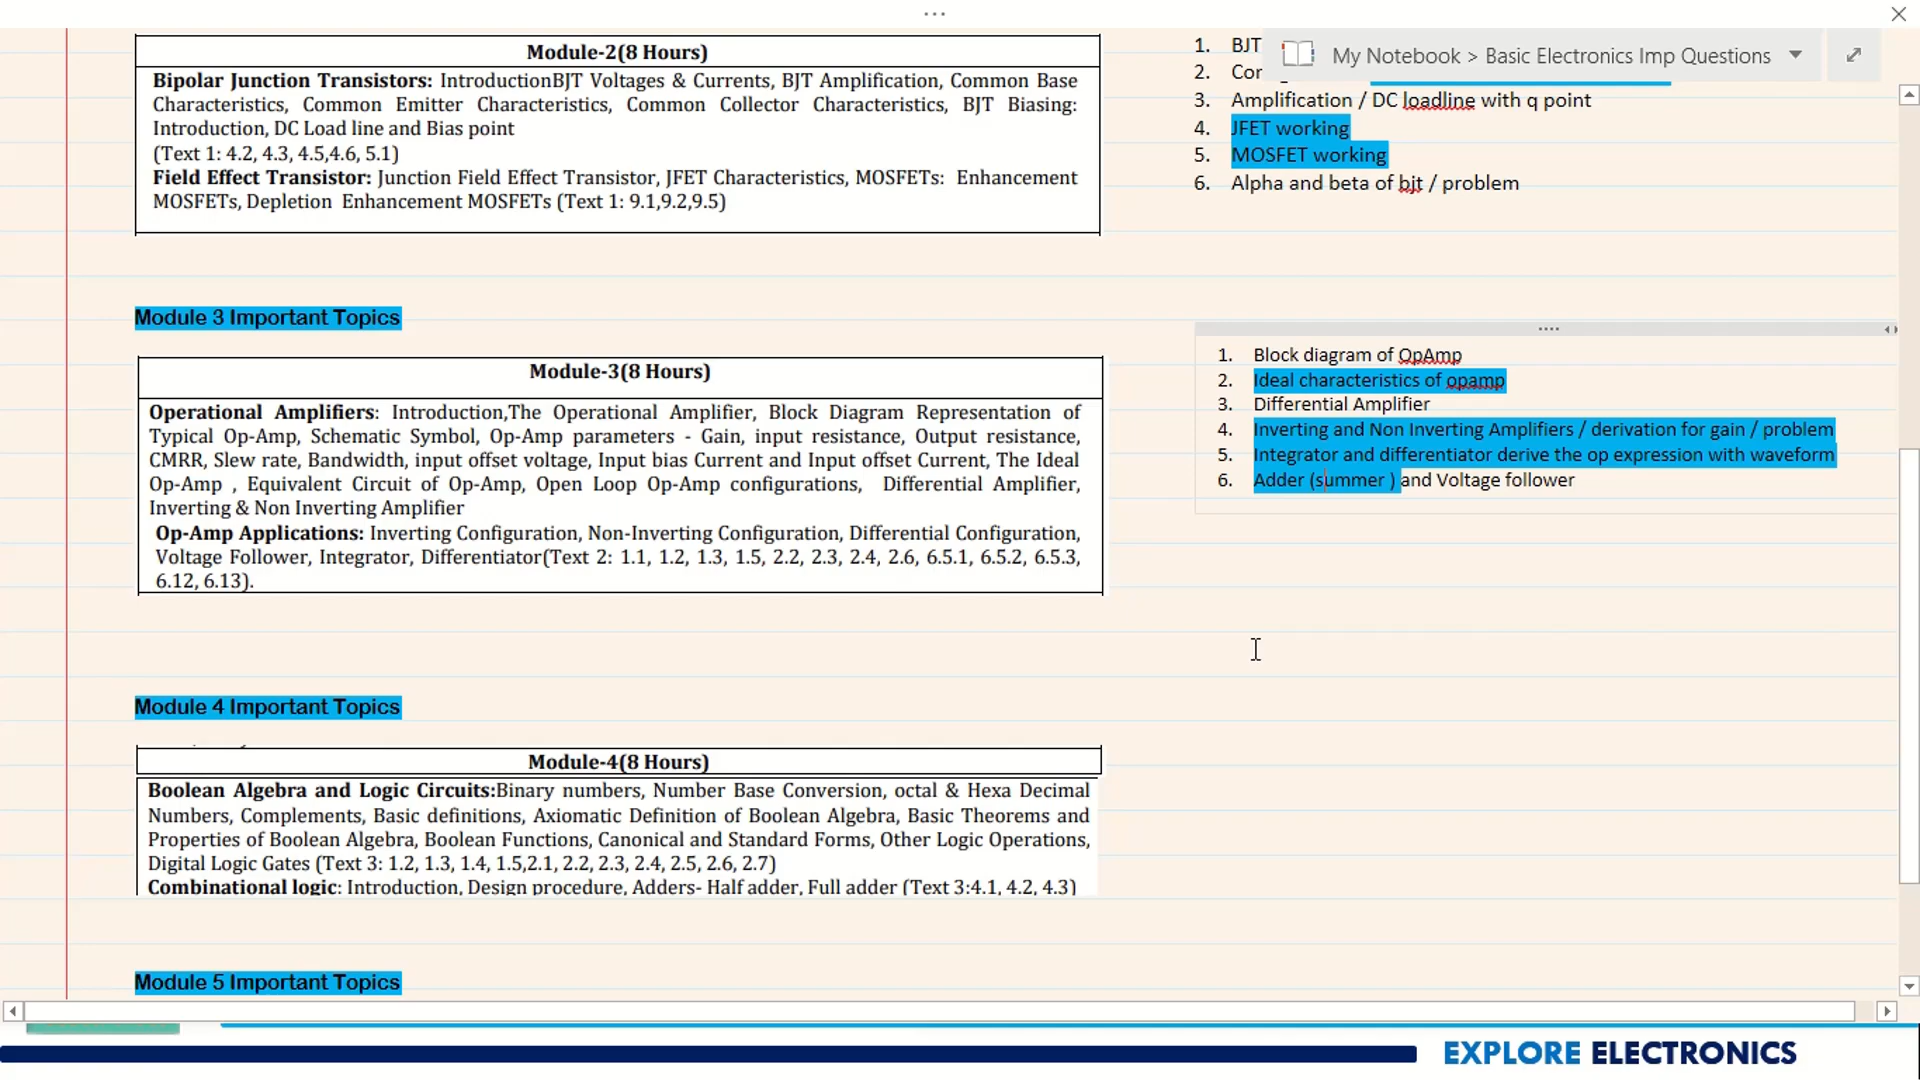 My Notebook > Basic Electronics Imp Questions
Module-2(8 Hours)
Bipolar Junction Transistors: IntroductionBJT Voltages & Currents, BJT Amplification, Common Base
Characteristics, Common Emitter Characteristics, Common Collector Characteristics, BJT Biasing:
Introduction, DC Load line and Bias point
(Text 1: 4.2, 4.3, 4.5,4.6, 5.1)
Field Effect Transistor: Junction Field Effect Transistor, JFET Characteristics, MOSFETs: Enhancement
MOSFETs, Depletion Enhancement MOSFETs (Text 1: 9.1,9.2,9.5)
1. BJT
2.
3. Amplification / DC loadline with q point
4. JFET working
5. MOSFET working
6. Alpha and beta of bjt / problem
Module 3 Important Topics
Module-3(8 Hours)
Operational Amplifiers: Introduction,The Operational Amplifier, Block Diagram Representation of
Typical Op-Amp, Schematic Symbol, Op-Amp parameters - Gain, input resistance, Output resistance,
CMRR, Slew rate, Bandwidth, input offset voltage, Input bias Current and Input offset Current, The Ideal
Op-Amp , Equivalent Circuit of Op-Amp, Open Loop Op-Amp configurations, Differential Amplifier,
Inverting & Non Inverting Amplifier
Op-Amp Applications: Inverting Configuration, Non-Inverting Configuration, Differential Configuration,
Voltage Follower, Integrator, Differentiator(Text 2: 1.1, 1.2, 1.3, 1.5, 2.2, 2.3, 2.4, 2.6, 6.5.1, 6.5.2, 6.5.3,
6.12, 6.13).
1. Block diagram of OpAmp
2. Ideal characteristics of opamp
3. Differential Amplifier
4. Inverting and Non Inverting Amplifiers / derivation for gain / problem
5. Integrator and differentiator derive the op expression with waveform
6. Adder (summer ) and Voltage follower
Module 4 Important Topics
Module-4(8 Hours)
Boolean Algebra and Logic Circuits:Binary numbers, Number Base Conversion, octal & Hexa Decimal
Numbers, Complements, Basic definitions, Axiomatic Definition of Boolean Algebra, Basic Theorems and
Properties of Boolean Algebra, Boolean Functions, Canonical and Standard Forms, Other Logic Operations,
Digital Logic Gates (Text 3: 1.2, 1.3, 1.4, 1.5,2.1, 2.2, 2.3, 2.4, 2.5, 2.6, 2.7)
Combinational logic: Introduction, Design procedure, Adders- Half adder, Full adder (Text 3:4.1, 4.2, 4.3)
Module 5 Important Topics
EXPLORE ELECTRONICS